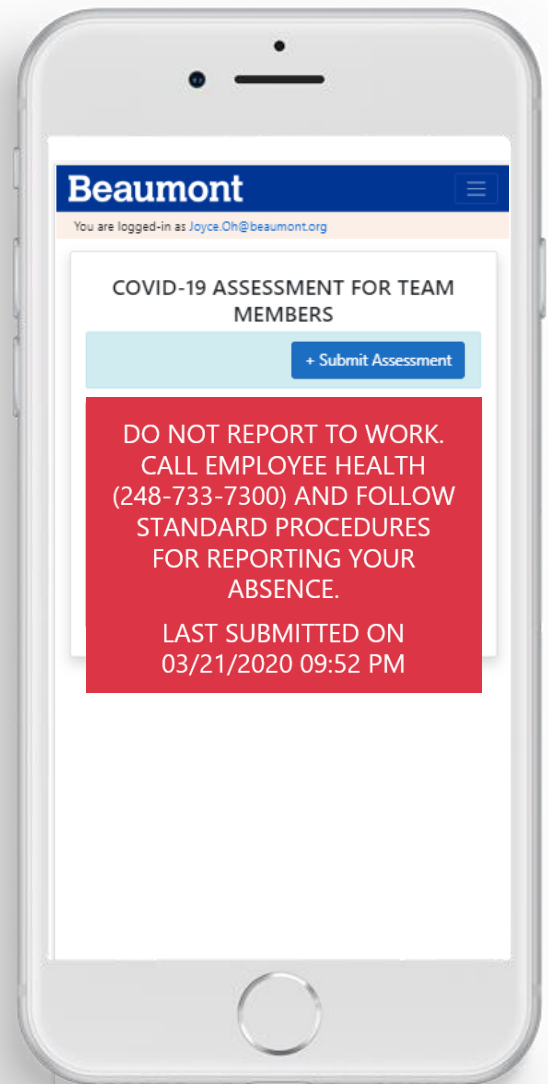 Beaumont
You are logged-in as Joyce.Oh@beaumont.org
COVID-19 ASSESSMENT FOR TEAM
MEMBERS
+ Submit Assessment
DO NOT REPORT TO WORK.
CALL EMPLOYEE HEALTH
(248-733-7300) AND FOLLOW
STANDARD PROCEDURES
FOR REPORTING YOUR
ABSENCE.
LAST SUBMITTED ON
03/21/2020 09:52 PM